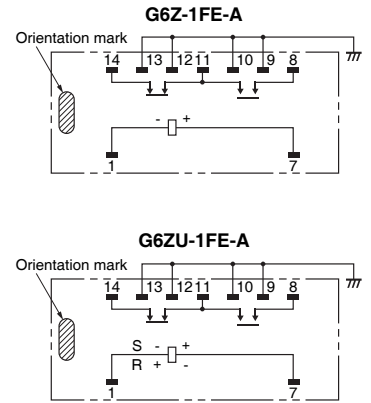 G6Z-1FE-A
Orientation mark
14 13 12 11 10 9 8
- +
1 7
G6ZU-1FE-A
Orientation mark
14 13 12 11 10 9 8
S - +
R + -
1 7